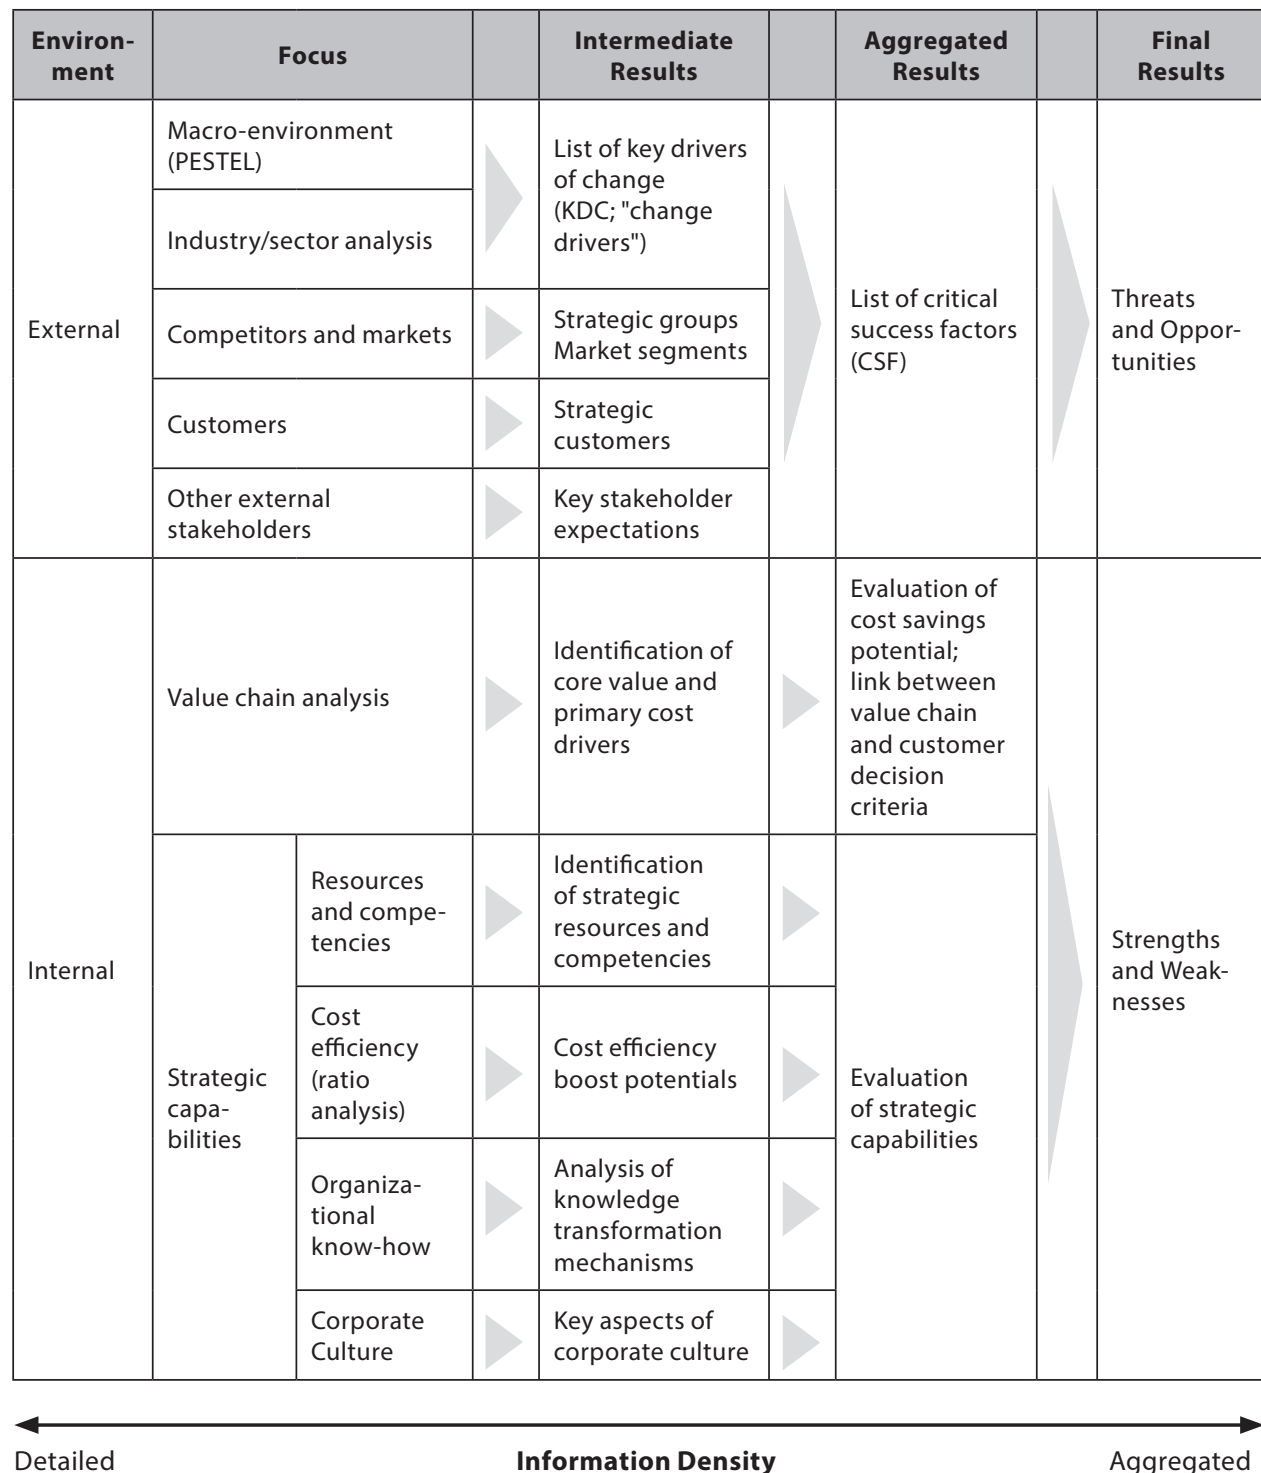 Environ-
ment
Focus
Intermediate
Results
Aggregated
Results
Final
Results
External
Macro-environment
(PESTEL)
Industry/sector analysis
List of key drivers
of change
(KDC; "change
drivers")
Competitors and markets
Strategic groups
Market segments
Customers
Strategic
customers
Other external
stakeholders
Key stakeholder
expectations
List of critical
success factors
(CSF)
Threats
and Oppor-
tunities
Internal
Value chain analysis
Identification of
core value and
primary cost
drivers
Evaluation of
cost savings
potential;
link between
value chain
and customer
decision
criteria
Strategic
capa-
bilities
Resources
and compe-
tencies
Identification
of strategic
resources and
competencies
Cost
efficiency
(ratio
analysis)
Cost efficiency
boost potentials
Organiza-
tional
know-how
Analysis of
knowledge
transformation
mechanisms
Corporate
Culture
Key aspects of
corporate culture
Evaluation
of strategic
capabilities
Strengths
and Weak-
nesses
Detailed
Information Density
Aggregated